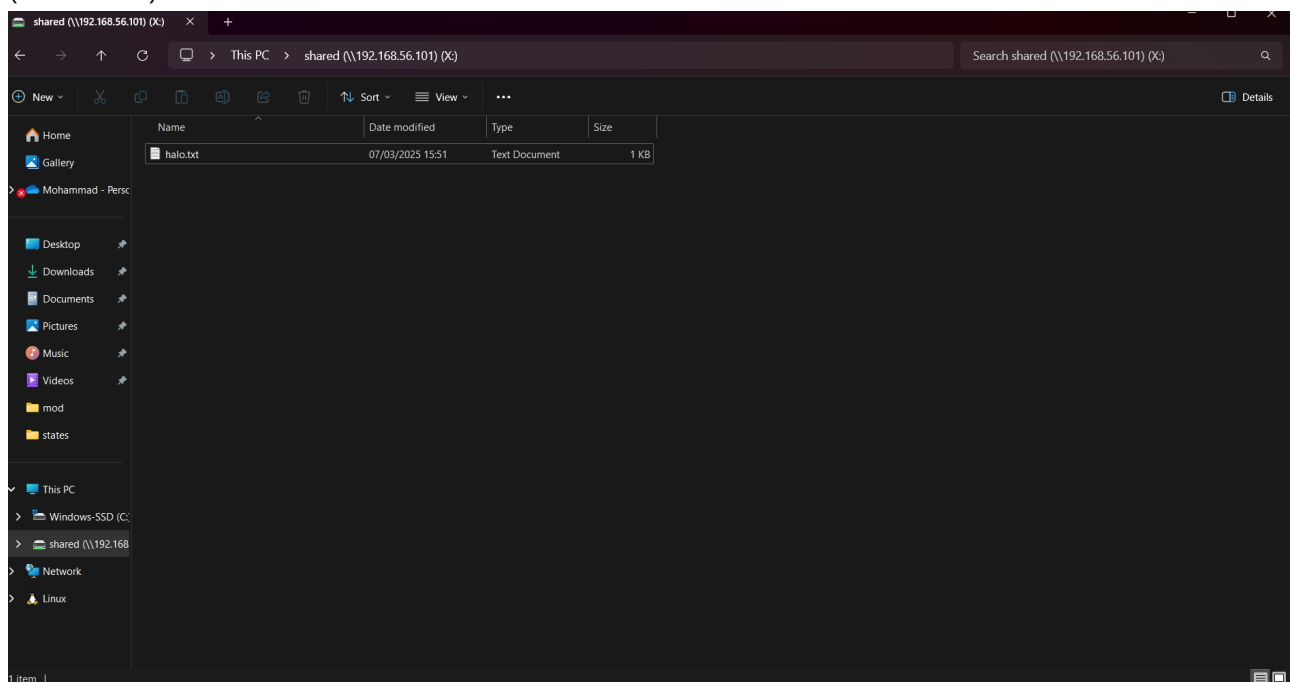 shared (\\192.168.56.101) (X:)
This PC > shared (\\192.168.56.101) (X:)
Search shared (\\192.168.56.101) (X:)
New
Sort
View
Details
Name Date modified Type Size
halo.txt 07/03/2025 15:51 Text Document 1 KB
Home
Gallery
Mohammad - Persc
Desktop
Downloads
Documents
Pictures
Music
Videos
mod
states
This PC
Windows-SSD (C:
shared (\\192.168
Network
Linux
1 item